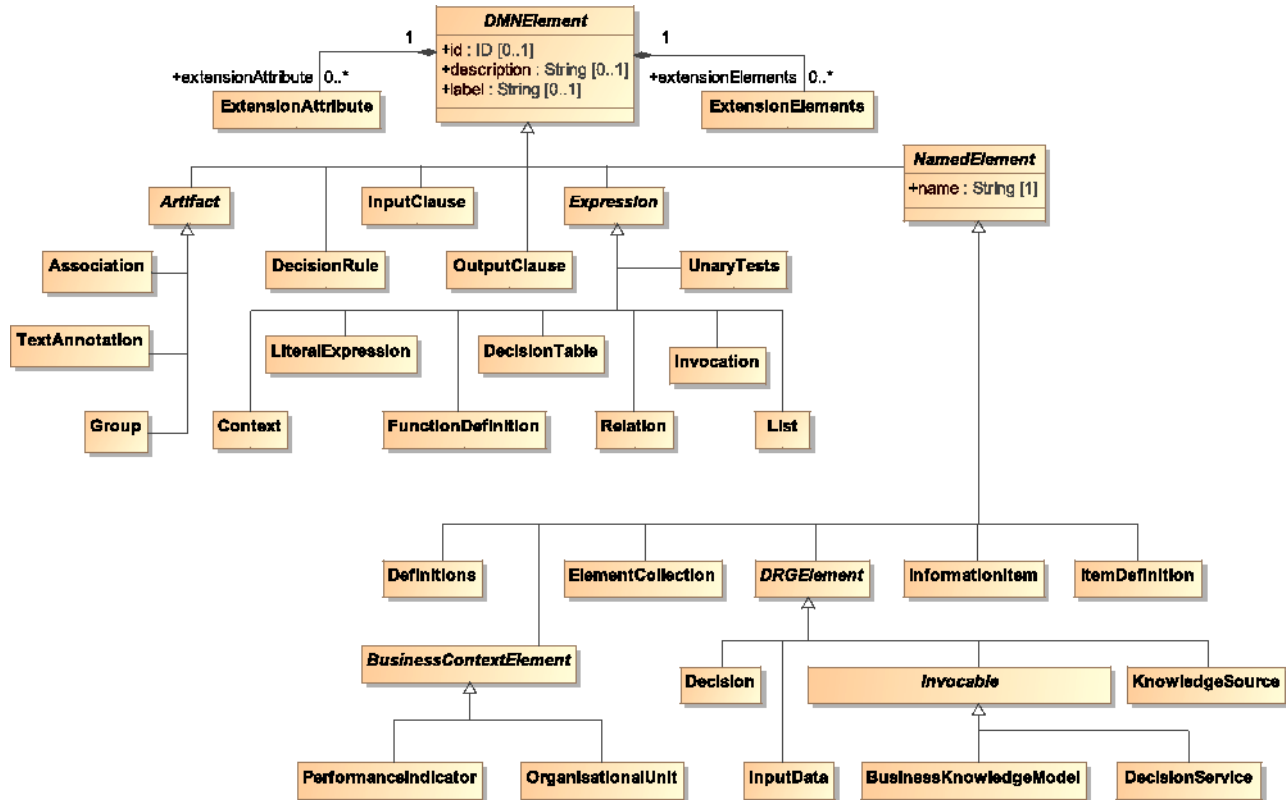 DMNElement
1
1
+id : ID [0..1]
+description : String [0..1]
+label : String [0..1]
+extensionAttribute 0..*
+extensionElements 0..*
ExtensionAttribute
ExtensionElements
NamedElement
+name : String [1]
Artifact
InputClause
Expression
Association
DecisionRule
OutputClause
UnaryTests
TextAnnotation
LiteralExpression
DecisionTable
Invocation
Group
Context
FunctionDefinition
Relation
List
Definitions
ElementCollection
DRGElement
InformationItem
ItemDefinition
BusinessContextElement
Decision
Invocable
KnowledgeSource
PerformanceIndicator
OrganisationalUnit
InputData
BusinessKnowledgeModel
DecisionService